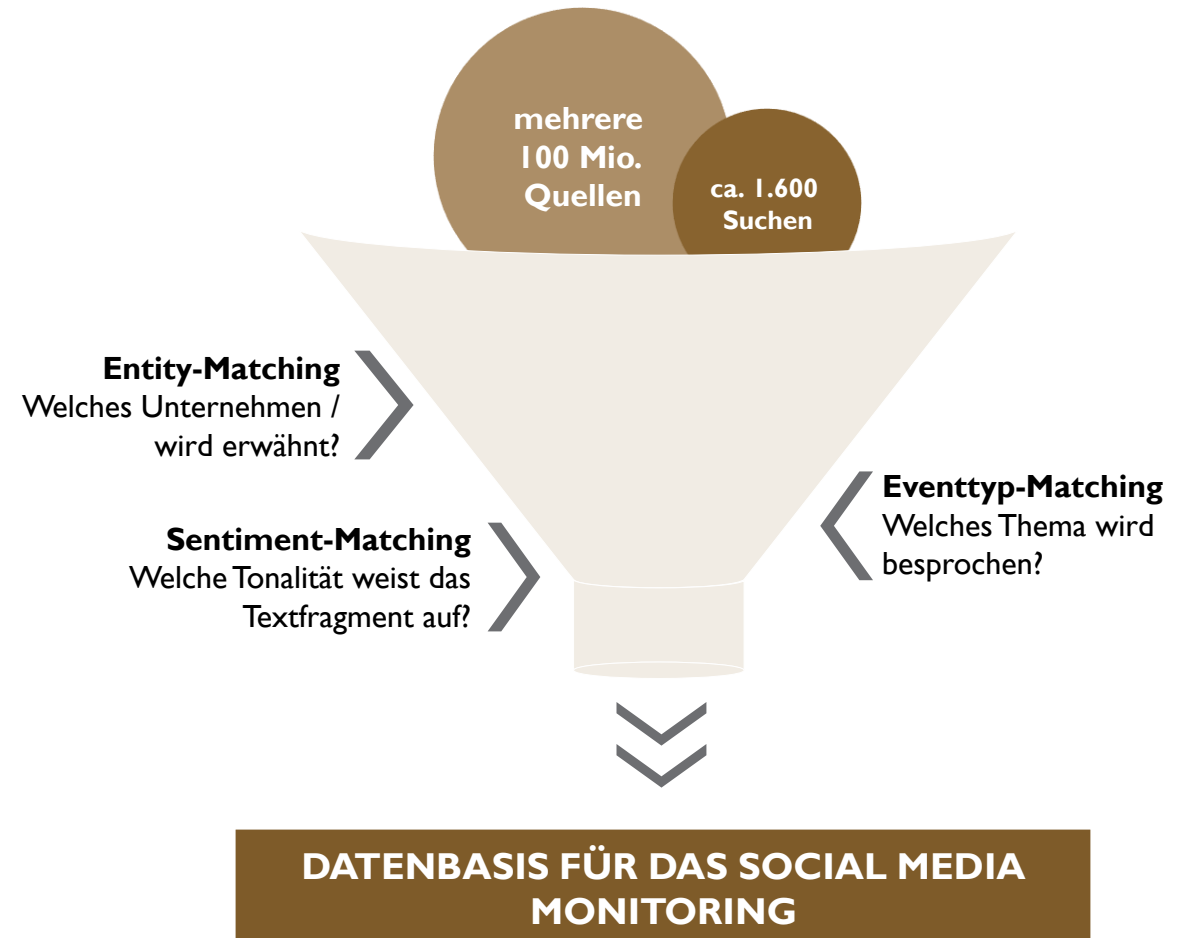 mehrere
100 Mio.
Quellen
ca. 1.600
Suchen
Entity-Matching
Welches Unternehmen /
wird erwähnt?
Eventtyp-Matching
Welches Thema wird
besprochen?
Sentiment-Matching
Welche Tonalität weist das
Textfragment auf?
DATENBASIS FÜR DAS SOCIAL MEDIA
MONITORING